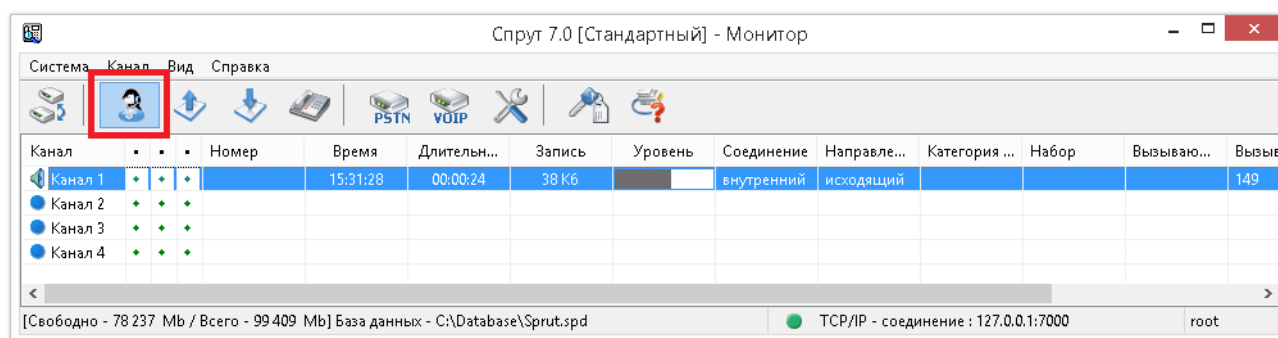 Спрут 7.0 [Стандартный] - Монитор
Система Канал Вид Справка
PSTN VOIP
Канал Номер Время Длительн... Запись Уровень Соединение Направле... Категория ... Набор Вызываю... Вызыв
Канал 1 15:31:28 00:00:24 38 Кб внутренний исходящий 149
Канал 2
Канал 3
Канал 4
[Свободно - 78 237 Mb / Всего - 99 409 Mb] База данных - C:\Database\Sprut.spd TCP/IP - соединение : 127.0.0.1:7000 root